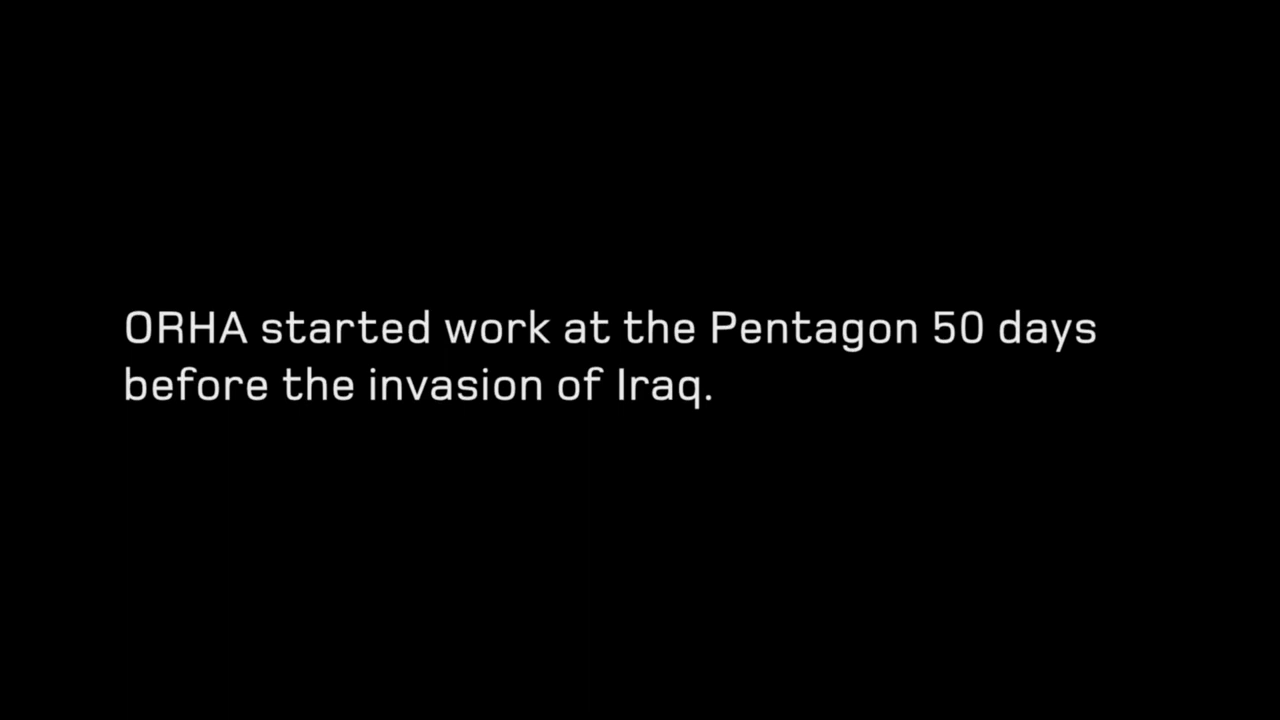 ORHA started work at the Pentagon 50 days
before the invasion of Iraq.